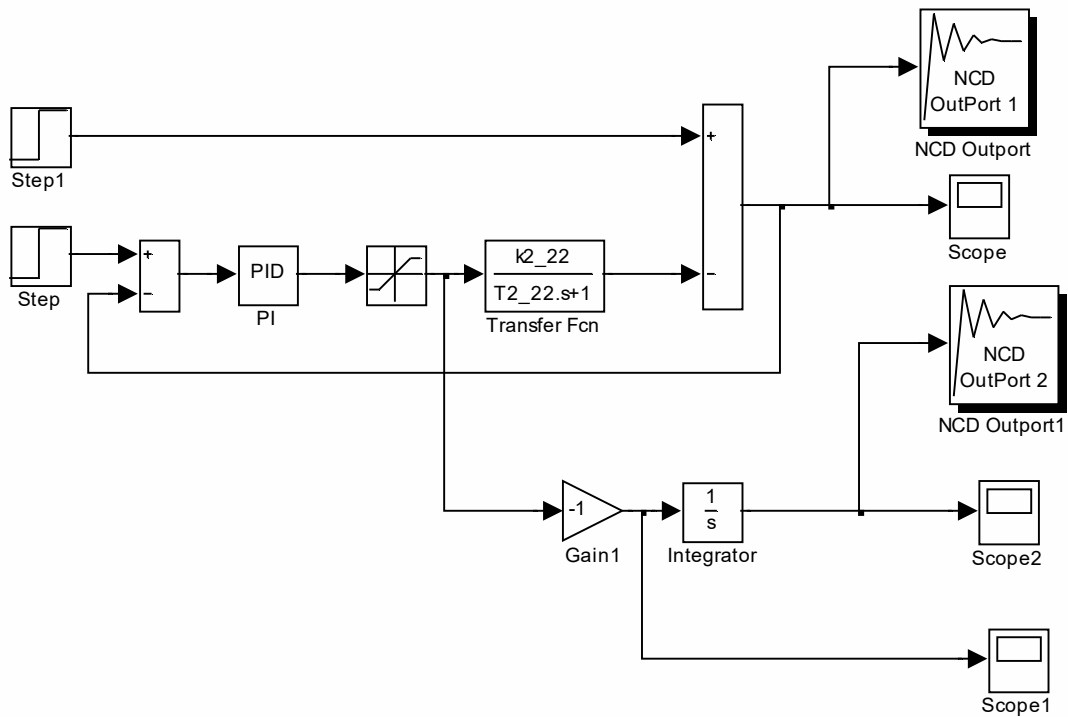 NCD
OutPort 1
NCD Outport
+
Step1
−
Scope
+
−
Step
PID
PI
k2_22
T2_22.s+1
Transfer Fcn
NCD
OutPort 2
NCD Outport1
-1
Gain1
1
s
Integrator
Scope2
Scope1